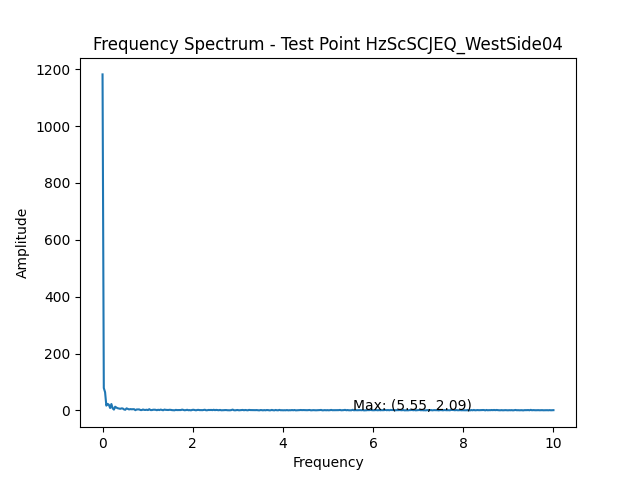 Frequency Spectrum - Test Point HzScSCJEQ_WestSide04
1200
1000
800
600
400
200
0
Amplitude
Max: (5.55, 2.09)
0 2 4 6 8 10
Frequency